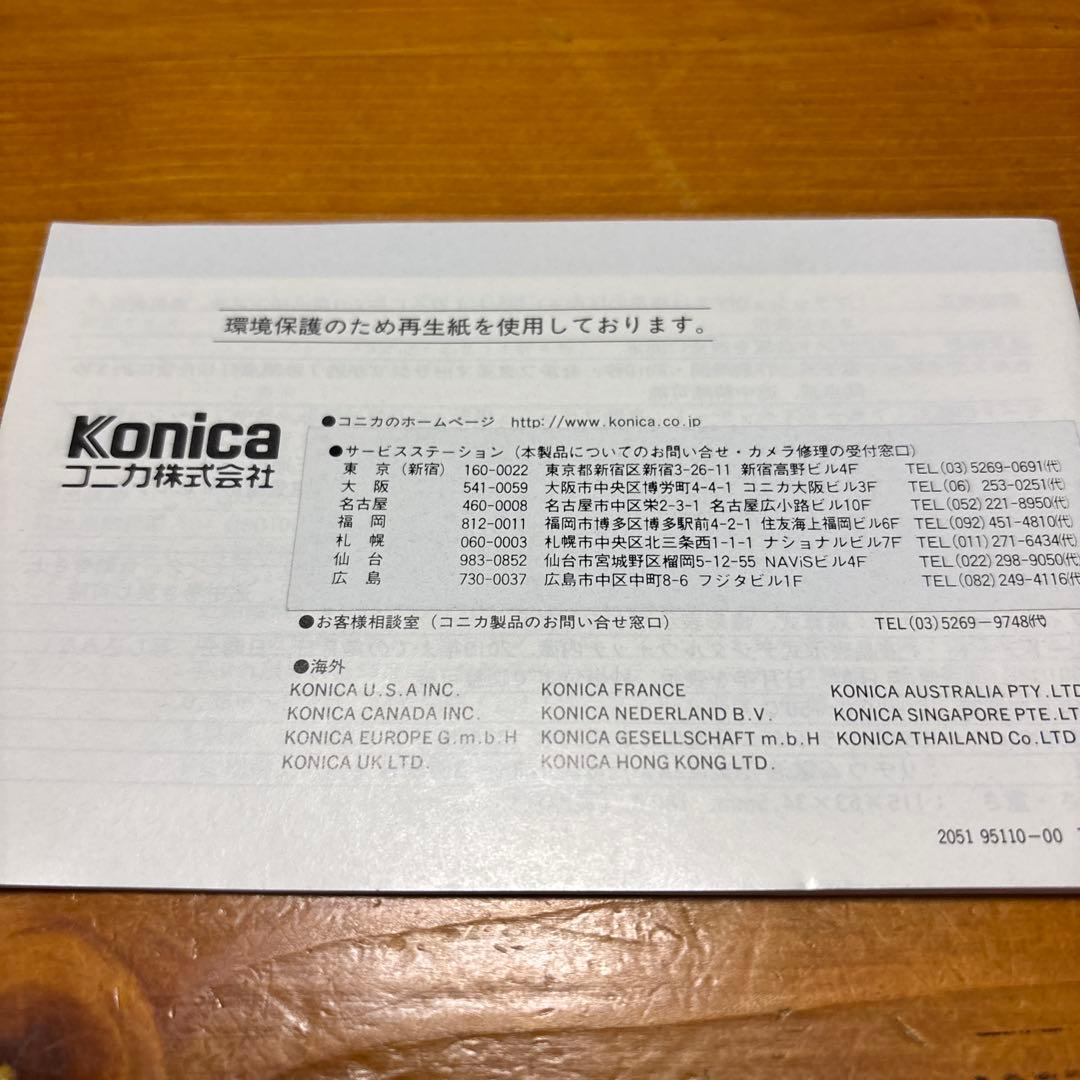 環境保護のため再生紙を使用しております。
Konica
コニカ株式会社
●コニカのホームページ http://www.konica.co.jp
●サービスステーション（本製品についてのお問い合せ・カメラ修理の受付窓口）
東 京（新宿） 160-0022 東京都新宿区新宿3-26-11 新宿高野ビル4F TEL(03)5269-0691(代)
大 阪 541-0059 大阪市中央区博労町4-4-1 コニカ大阪ビル3F TEL(06) 253-0251(代)
名古屋 460-0008 名古屋市中区栄2-3-1 名古屋広小路ビル10F TEL(052)221-8950(代)
福 岡 812-0011 福岡市博多区博多駅前4-2-1 住友海上福岡ビル6F TEL(092)451-4810(代)
札 幌 060-0003 札幌市中央区北三条西1-1-1 ナショナルビル7F TEL(011)271-6434(代)
仙 台 983-0852 仙台市宮城野区榴岡5-12-55 NAViSビル4F TEL(022)298-9050(代)
広 島 730-0037 広島市中区中町8-6 フジタビル1F TEL(082)249-4116(代)
●お客様相談室（コニカ製品のお問い合せ窓口） TEL(03)5269-9748(代)
●海外
KONICA U.S.A INC. KONICA FRANCE KONICA AUSTRALIA PTY.LTD
KONICA CANADA INC. KONICA NEDERLAND B.V. KONICA SINGAPORE PTE.LT
KONICA EUROPE G.m.b.H KONICA GESELLSCHAFT m.b.H KONICA THAILAND Co.LTD
KONICA UK LTD. KONICA HONG KONG LTD.
2051 95110-00